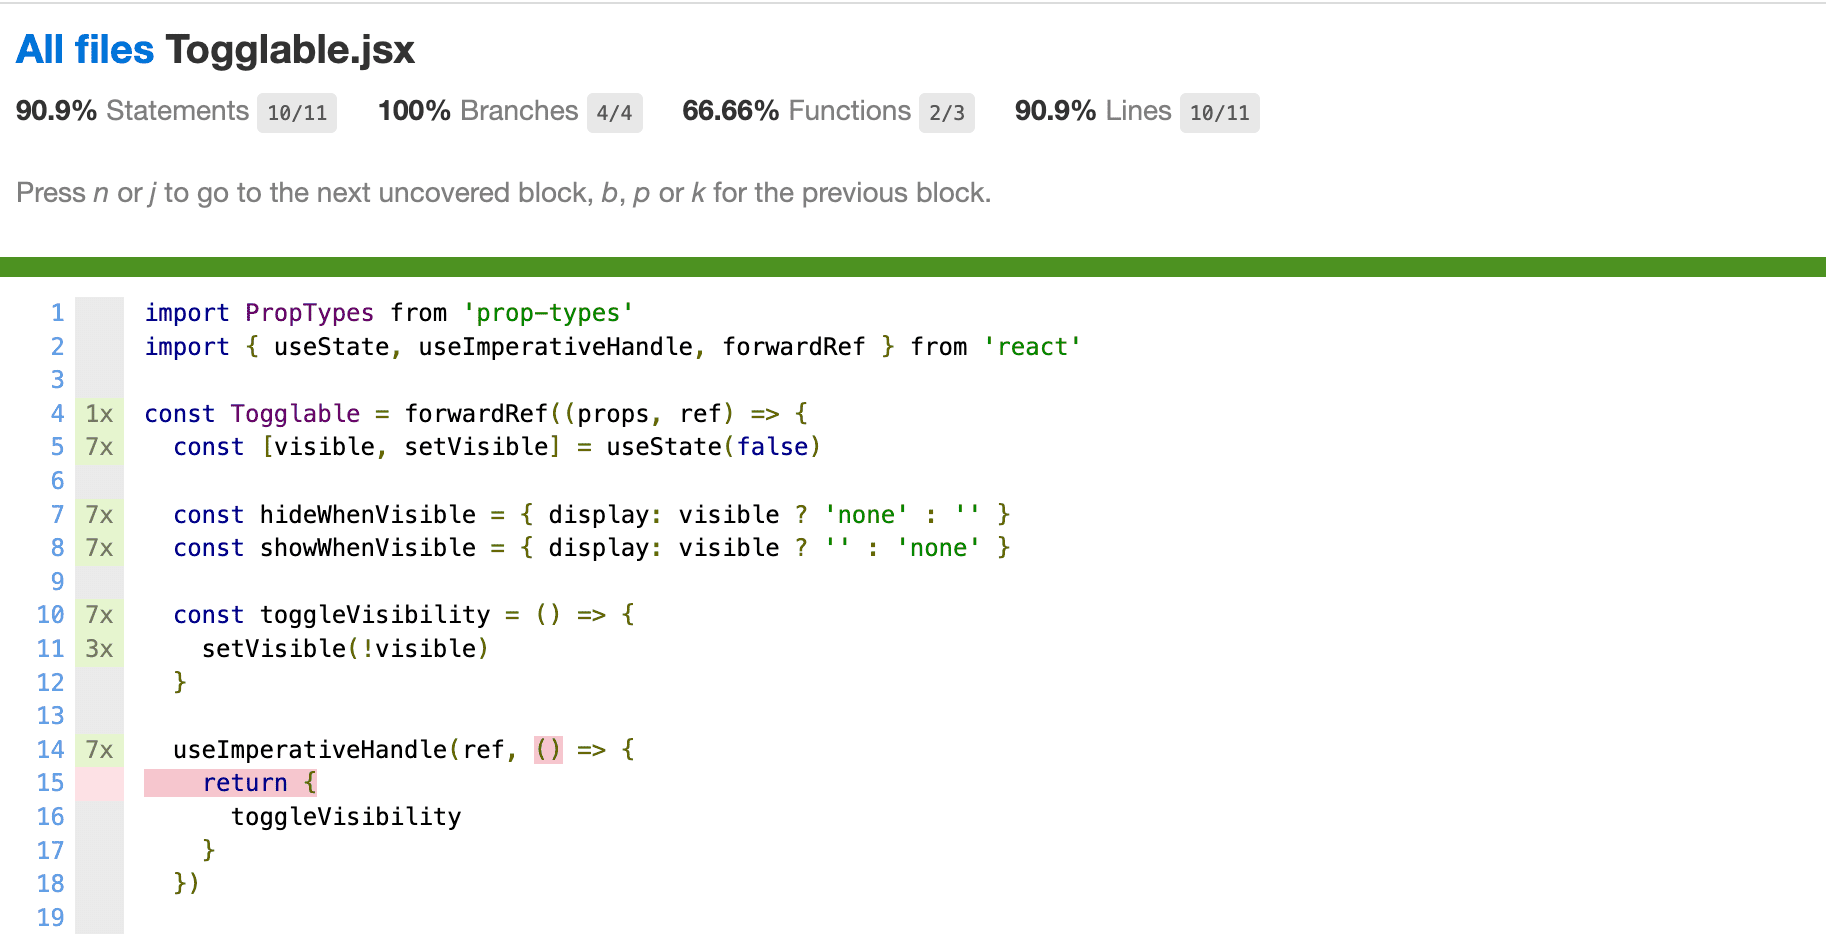 All files Togglable.jsx
90.9% Statements 10/11 100% Branches 4/4 66.66% Functions 2/3 90.9% Lines 10/11
Press n or j to go to the next uncovered block, b, p or k for the previous block.
1 import PropTypes from 'prop-types'
2 import { useState, useImperativeHandle, forwardRef } from 'react'
3
4 1x const Togglable = forwardRef((props, ref) => {
5 7x   const [visible, setVisible] = useState(false)
6
7 7x   const hideWhenVisible = { display: visible ? 'none' : '' }
8 7x   const showWhenVisible = { display: visible ? '' : 'none' }
9
10 7x   const toggleVisibility = () => {
11 3x     setVisible(!visible)
12   }
13
14 7x   useImperativeHandle(ref, () => {
15     return {
16       toggleVisibility
17     }
18   })
19